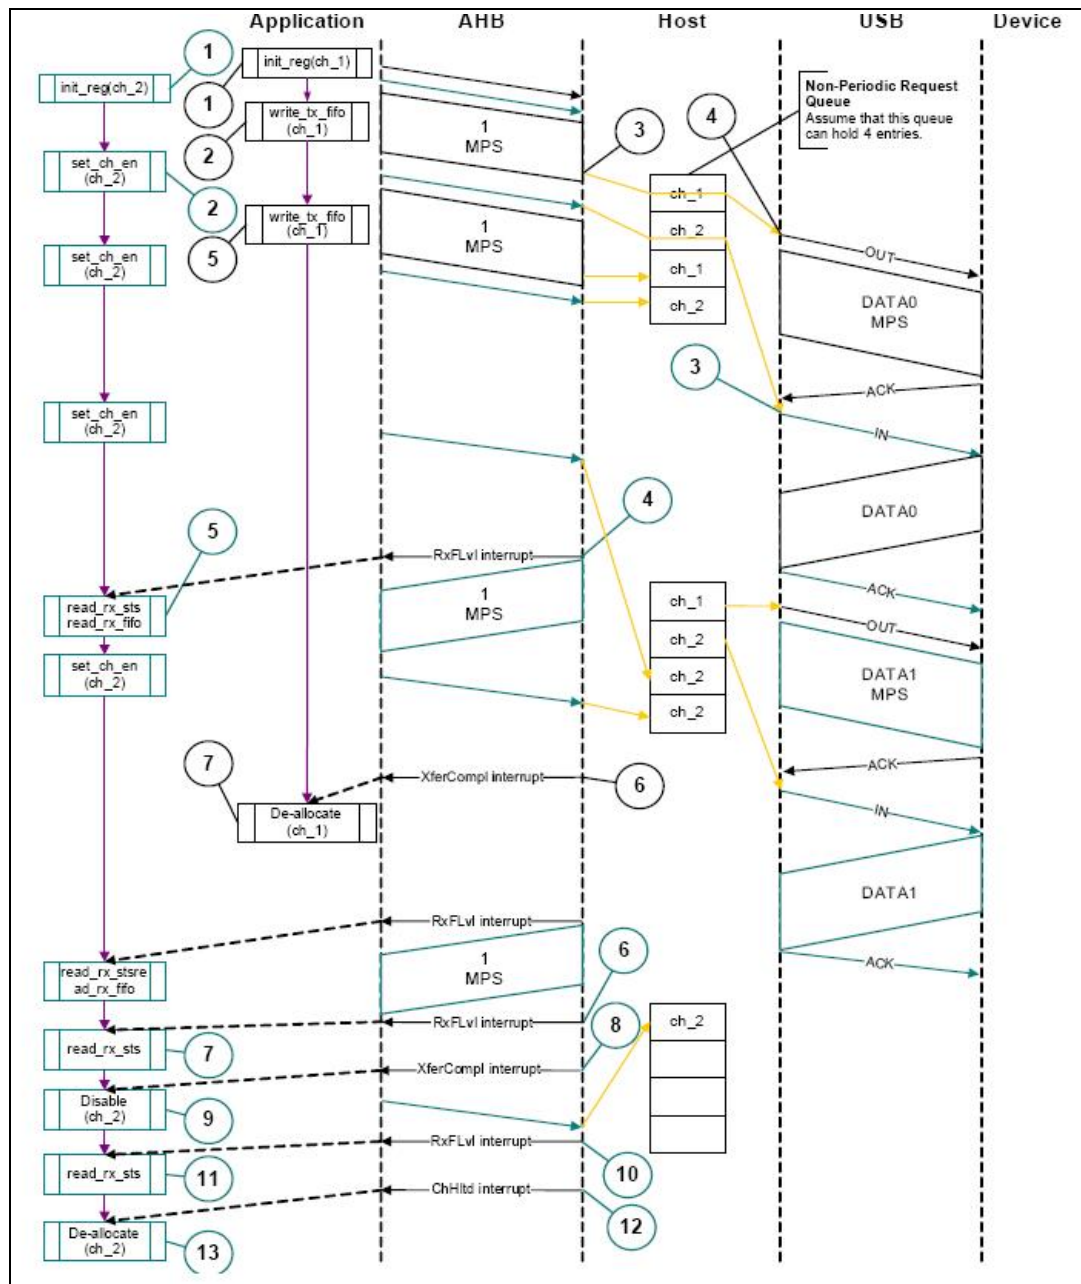 Application AHB Host USB Device
1
init_reg(ch_1)
init_reg(ch_2)
1
Non-Periodic Request
Queue
Assume that this queue
can hold 4 entries.
write_tx_fifo
(ch_1)
2
1
MPS
3
4
set_ch_en
(ch_2)
2
ch_1
write_tx_fifo
(ch_1)
5
1
MPS
ch_2
set_ch_en
(ch_2)
ch_1
OUT
ch_2
DATA0
MPS
3
ACK
set_ch_en
(ch_2)
IN
4
DATA0
5
RxFLvl interrupt
read_rx_sts
read_rx_fifo
1
MPS
ch_1
ACK
OUT
ch_2
set_ch_en
(ch_2)
ch_2
DATA1
MPS
ch_2
7
XferCompl interrupt
6
ACK
De-allocate
(ch_1)
IN
DATA1
RxFLvl interrupt
6
read_rx_stsre
ad_rx_fifo
1
MPS
ACK
RxFLvl interrupt
8
ch_2
read_rx_sts
7
XferCompl interrupt
Disable
(ch_2)
9
RxFLvl interrupt
10
read_rx_sts
11
ChHltd interrupt
12
De-allocate
(ch_2)
13